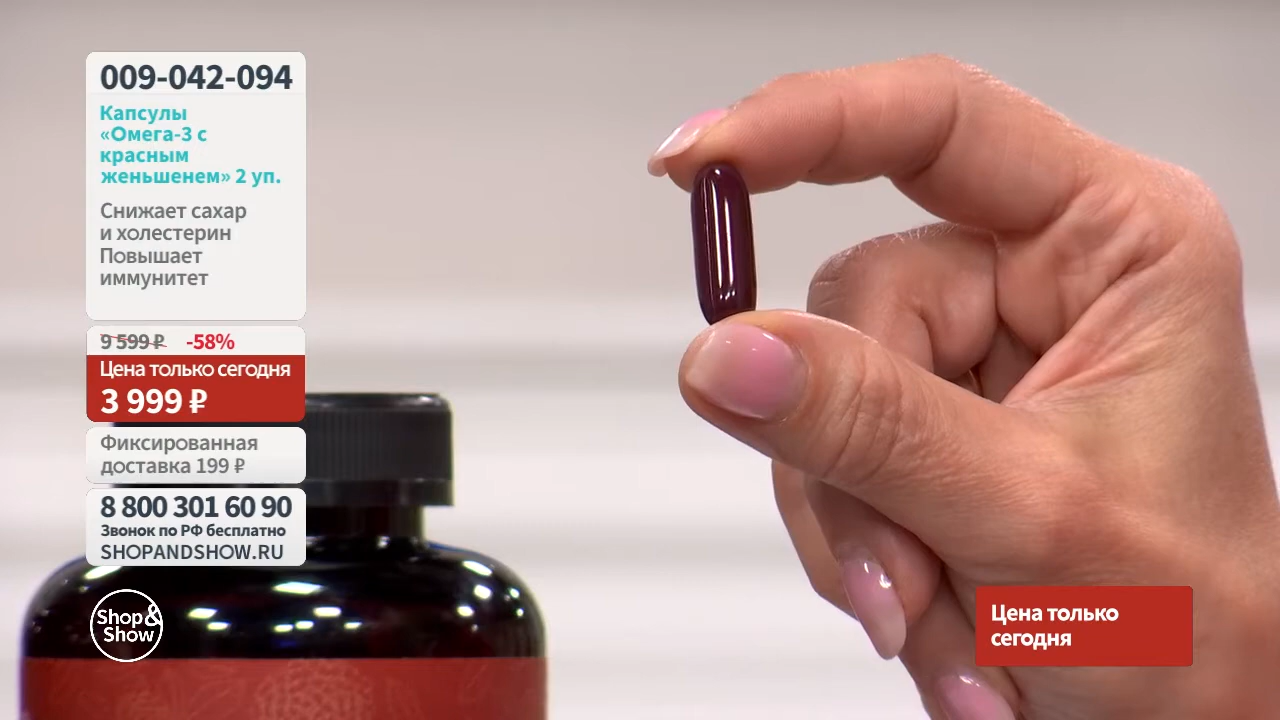 009-042-094
Капсулы
«Омега-3 с
красным
женьшенем» 2 уп.
Снижает сахар
и холестерин
Повышает
иммунитет
9 599 ₽ -58%
Цена только сегодня
3 999 ₽
Фиксированная
доставка 199 ₽
8 800 301 60 90
Звонок по РФ бесплатно
SHOPANDSHOW.RU
Shop&
Show
Цена только
сегодня